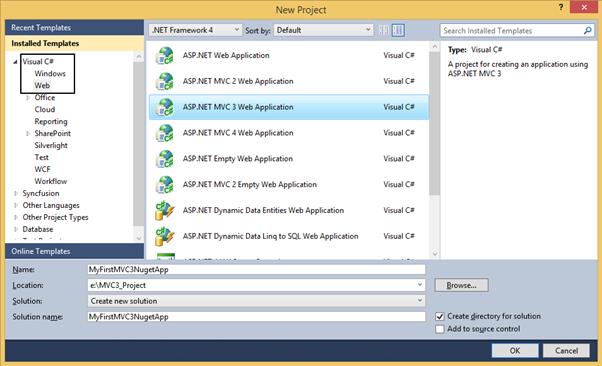 New Project
Recent Templates
.NET Framework 4 Sort by: Default
Search Installed Templates
Installed Templates
Visual C#
Windows
Web
Office
Cloud
Reporting
SharePoint
Silverlight
Test
WCF
Workflow
Syncfusion
Other Languages
Other Project Types
Database
ASP.NET Web Application Visual C#
ASP.NET MVC 2 Web Application Visual C#
ASP.NET MVC 3 Web Application Visual C#
ASP.NET MVC 4 Web Application Visual C#
ASP.NET Empty Web Application Visual C#
ASP.NET MVC 2 Empty Web Application Visual C#
ASP.NET Dynamic Data Entities Web Application Visual C#
ASP.NET Dynamic Data Linq to SQL Web Application Visual C#
Type: Visual C#
A project for creating an application using
ASP.NET MVC 3
Online Templates
Name: MyFirstMVC3NugetApp
Location: e:\MVC3_Project Browse...
Solution: Create new solution
Solution name: MyFirstMVC3NugetApp
Create directory for solution
Add to source control
OK Cancel